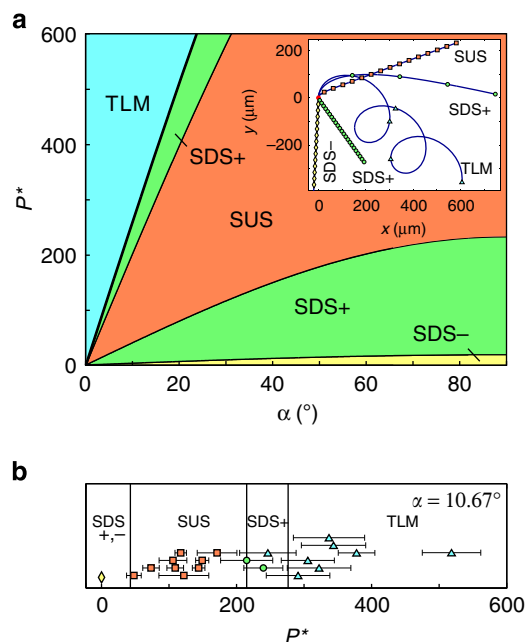 a
600
400
200
0
P*
0
20
40
60
80
α (°)
TLM
SDS+
SUS
SDS+
SDS−
200
0
−200
y (μm)
0
200
400
600
x (μm)
SUS
SDS+
TLM
SDS+
SDS−
b
SDS
+,-
SUS
SDS+
TLM
α = 10.67°
0
200
400
600
P*